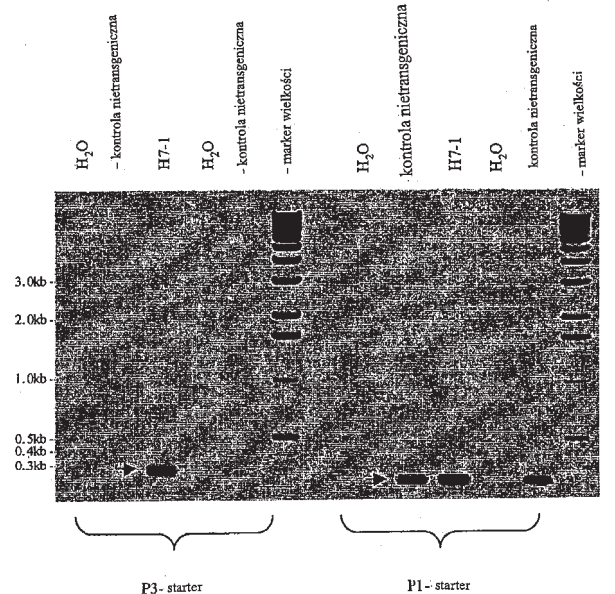 H₂O
- kontrola nietransgeniczna
H7-1
H₂O
- kontrola nietransgeniczna
- marker wielkości
H₂O
kontrola nietransgeniczna
H7-1
H₂O
kontrola nietransgeniczna
- marker wielkości
3.0kb
2.0kb
1.0kb
0.5kb
0.4kb
0.3kb
P3- starter
P1- starter